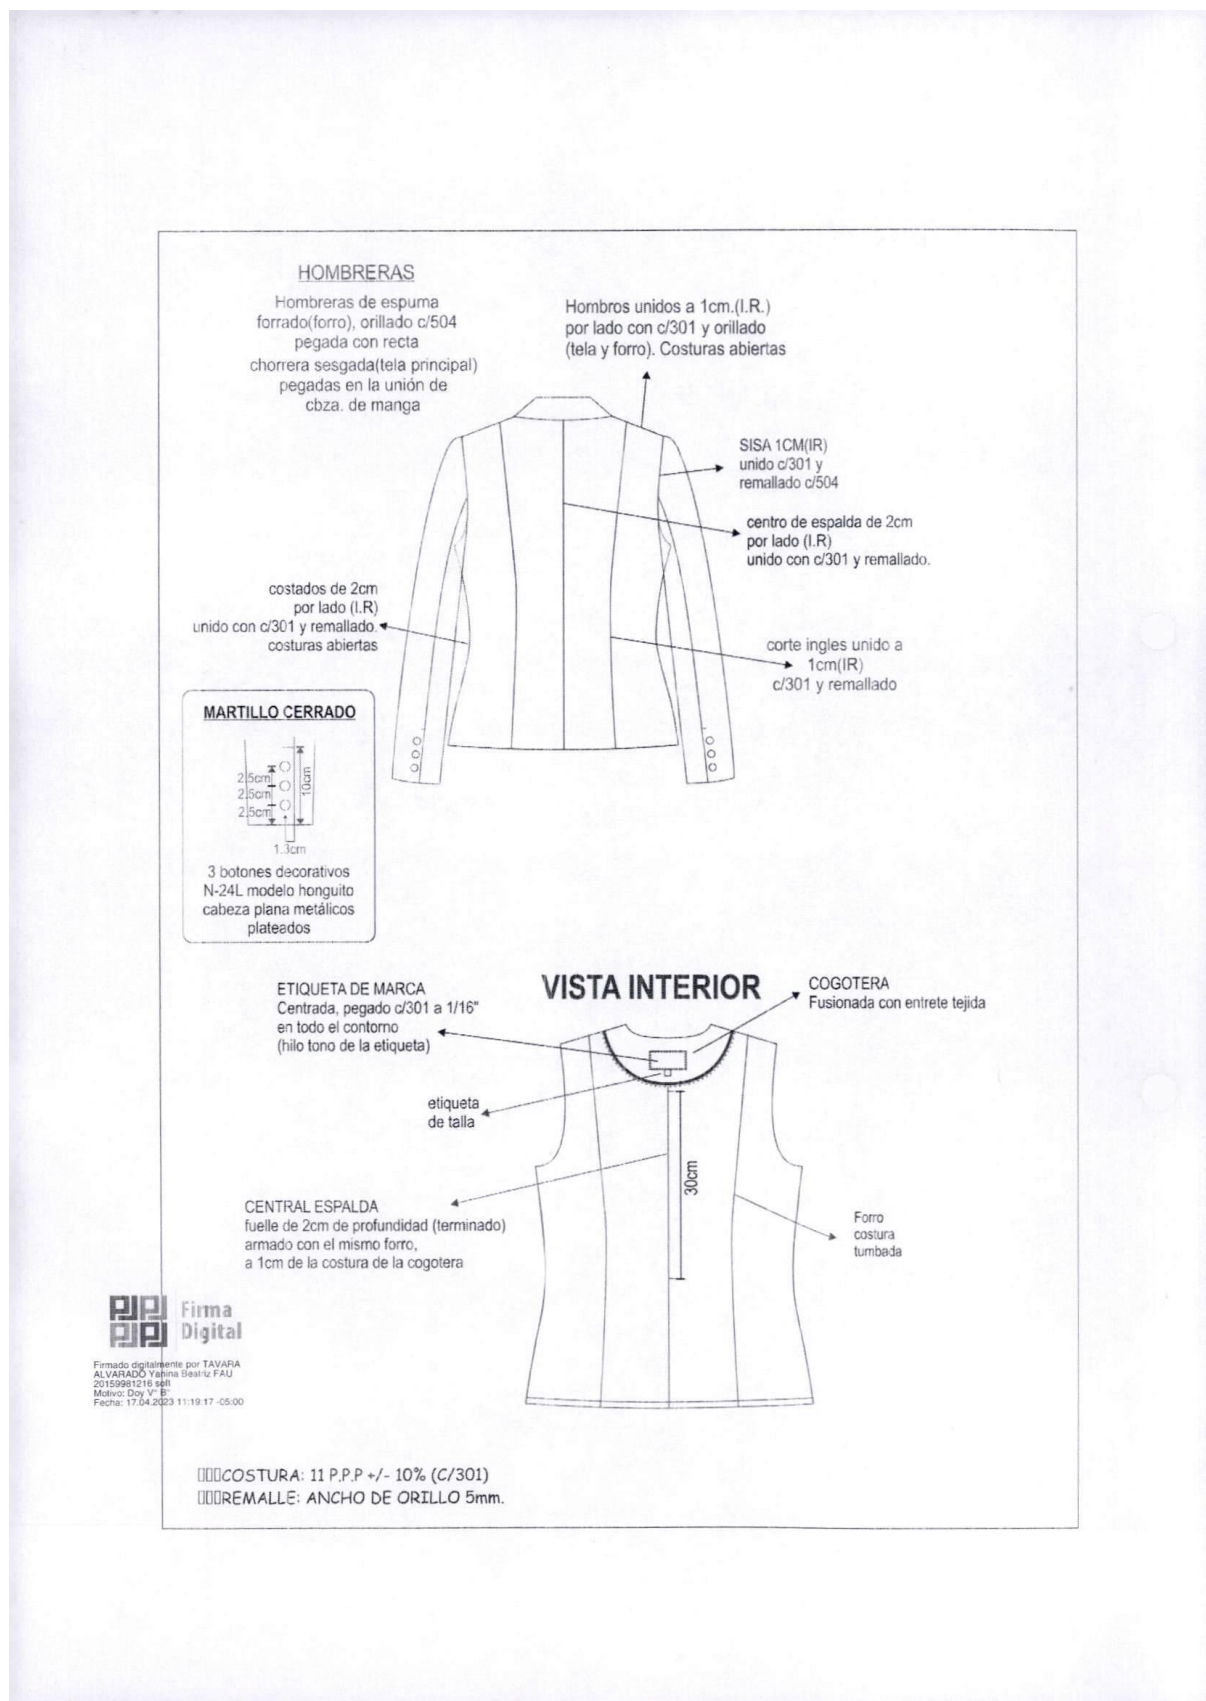 HOMBRERAS
Hombreras de espuma
forrado(forro), orillado c/504
pegada con recta
chorrera sesgada(tela principal)
pegadas en la unión de
cbza. de manga
Hombros unidos a 1cm.(I.R.)
por lado con c/301 y orillado
(tela y forro). Costuras abiertas
SISA 1CM(IR)
unido c/301 y
remallado c/504
centro de espalda de 2cm
por lado (I.R)
unido con c/301 y remallado.
costados de 2cm
por lado (I.R)
unido con c/301 y remallado.
costuras abiertas
corte ingles unido a
1cm(IR)
c/301 y remallado
MARTILLO CERRADO
2.5cm
2.5cm
2.5cm
10cm
1.3cm
3 botones decorativos
N-24L modelo honguito
cabeza plana metálicos
plateados
VISTA INTERIOR
ETIQUETA DE MARCA
Centrada, pegado c/301 a 1/16"
en todo el contorno
(hilo tono de la etiqueta)
COGOTERA
Fusionada con entrete tejida
etiqueta
de talla
30cm
CENTRAL ESPALDA
fuelle de 2cm de profundidad (terminado)
armado con el mismo forro,
a 1cm de la costura de la cogotera
Forro
costura
tumbada
Firma
Digital
Firmado digitalmente por TAVARA
ALVARADO Yahina Beatriz FAU
20159981216 soft
Motivo: Doy V° B°
Fecha: 17.04.2023 11:19:17 -05:00
COSTURA: 11 P.P.P +/- 10% (C/301)
REMALLE: ANCHO DE ORILLO 5mm.